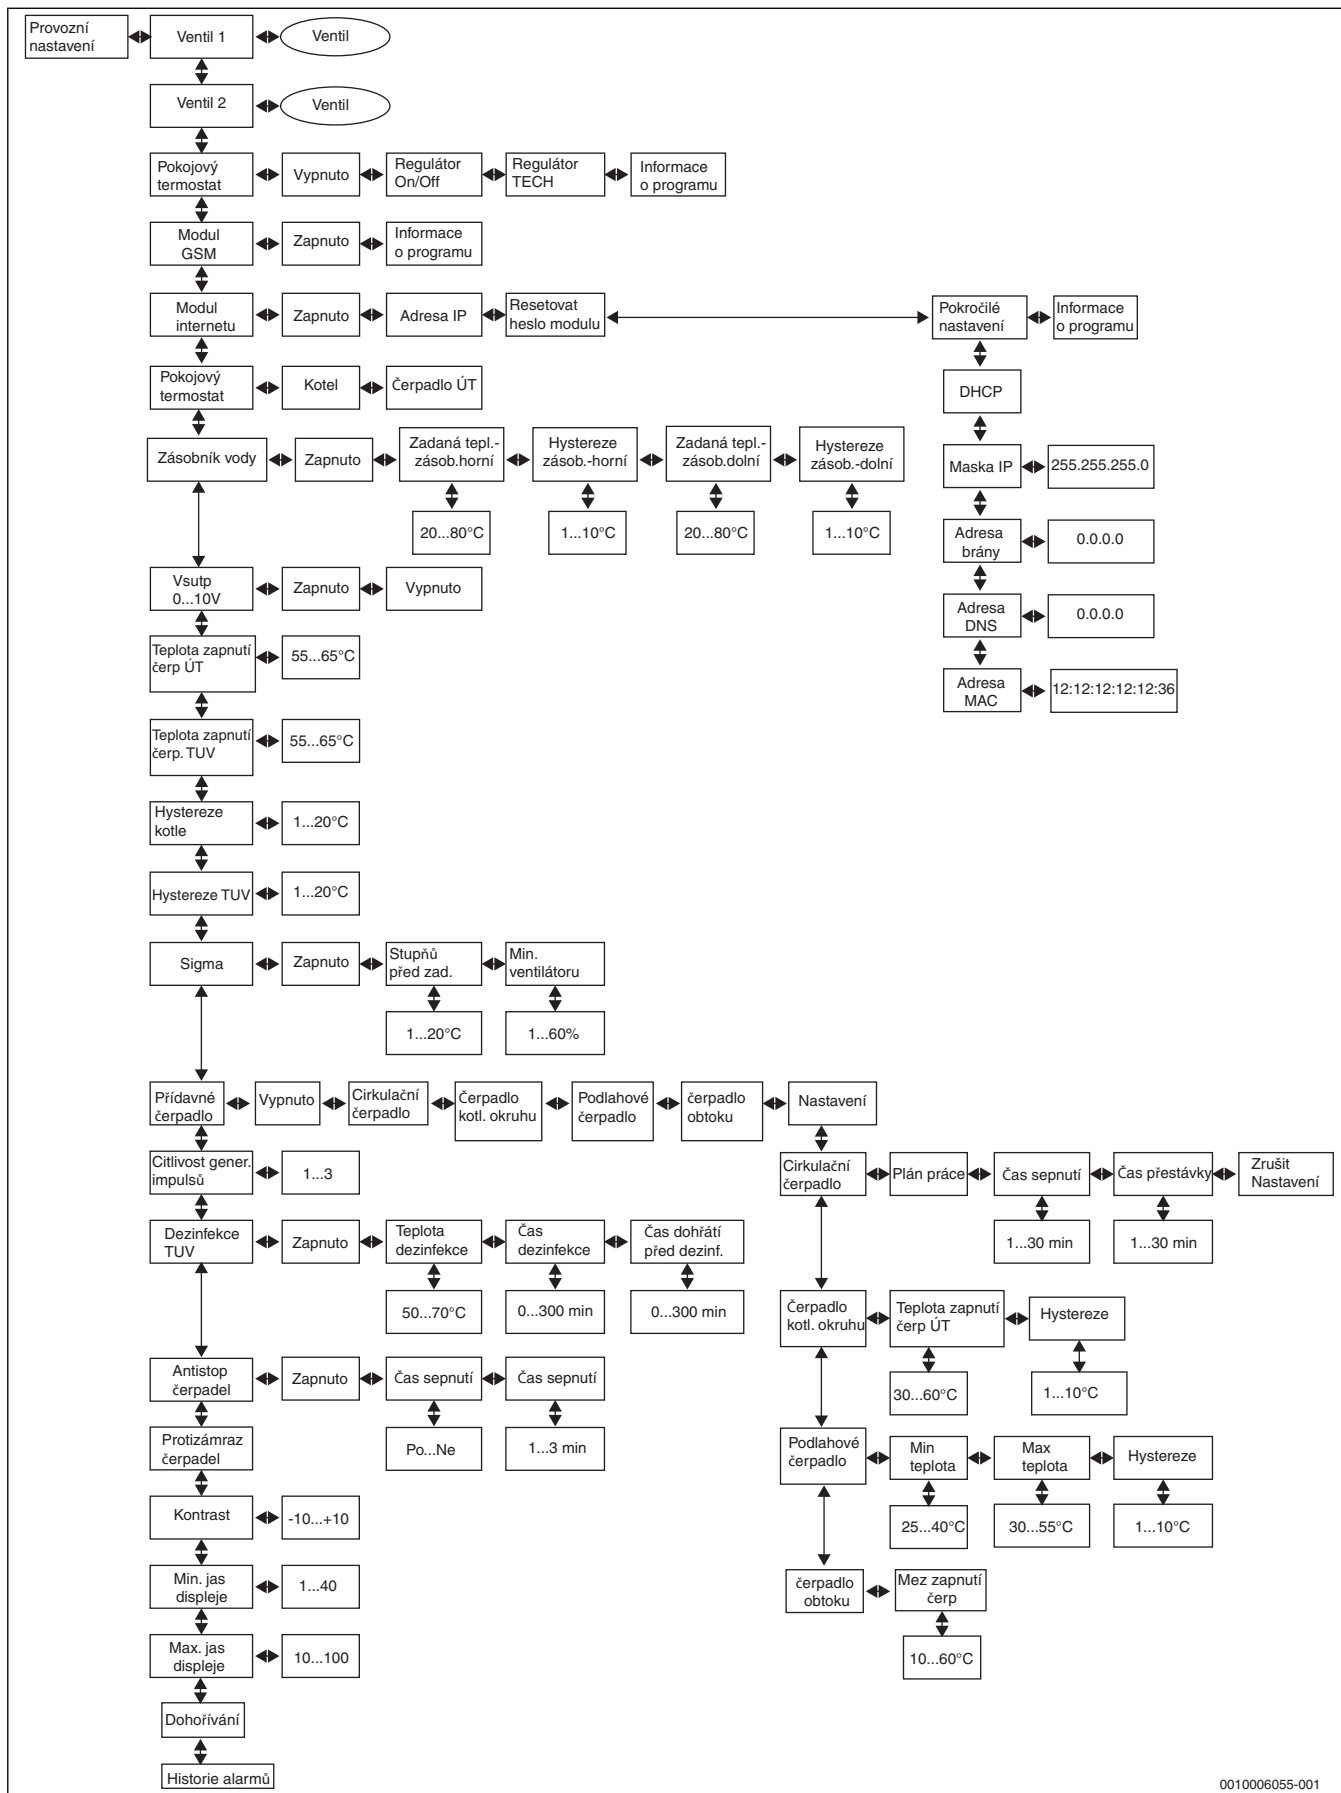 Provozní
nastavení
Ventil 1
Ventil
Ventil 2
Ventil
Pokojový
termostat
Vypnuto
Regulátor
On/Off
Regulátor
TECH
Informace
o programu
Modul
GSM
Zapnuto
Informace
o programu
Modul
internetu
Zapnuto
Adresa IP
Resetovat
heslo modulu
Pokročilé
nastavení
Informace
o programu
DHCP
Maska IP
255.255.255.0
Adresa
brány
0.0.0.0
Adresa
DNS
0.0.0.0
Adresa
MAC
12:12:12:12:12:36
Pokojový
termostat
Kotel
Čerpadlo ÚT
Zásobník vody
Zapnuto
Zadaná tepl.-
zásob.horní
Hystereze
zásob.-horní
Zadaná tepl.-
zásob.dolní
Hystereze
zásob.-dolní
20...80°C
1...10°C
20...80°C
1...10°C
Vsutp
0...10V
Zapnuto
Vypnuto
Teplota zapnutí
čerp ÚT
55...65°C
Teplota zapnutí
čerp. TUV
55...65°C
Hystereze
kotle
1...20°C
Hystereze TUV
1...20°C
Sigma
Zapnuto
Stupňů
před zad.
Min.
ventilátoru
1...20°C
1...60%
Přídavné
čerpadlo
Vypnuto
Cirkulační
čerpadlo
Čerpadlo
kotl. okruhu
Podlahové
čerpadlo
čerpadlo
obtoku
Nastavení
Cirkulační
čerpadlo
Plán práce
Čas sepnutí
Čas přestávky
Zrušit
Nastavení
1...30 min
1...30 min
Čerpadlo
kotl. okruhu
Teplota zapnutí
čerp ÚT
Hystereze
30...60°C
1...10°C
Podlahové
čerpadlo
Min
teplota
Max
teplota
Hystereze
25...40°C
30...55°C
1...10°C
čerpadlo
obtoku
Mez zapnutí
čerp
10...60°C
Citlivost gener.
impulsů
1...3
Dezinfekce
TUV
Zapnuto
Teplota
dezinfekce
Čas
dezinfekce
Čas dohřátí
před dezinf.
50...70°C
0...300 min
0...300 min
Antistop
čerpadel
Zapnuto
Čas sepnutí
Čas sepnutí
Po...Ne
1...3 min
Protizámraz
čerpadel
Kontrast
-10...+10
Min. jas
displeje
1...40
Max. jas
displeje
10...100
Dohořívání
Historie alarmů
0010006055-001